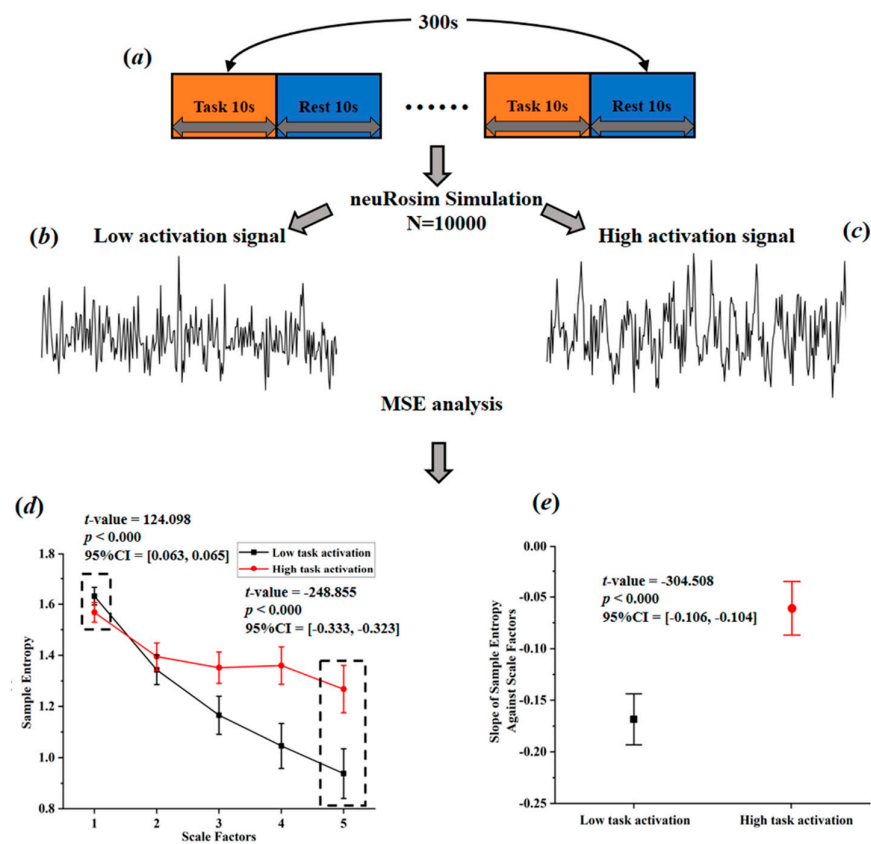 300s
(a)
Task 10s
Rest 10s
......
Task 10s
Rest 10s
neuRosim Simulation
N=10000
(b)
Low activation signal
High activation signal
(c)
MSE analysis
(d)
t-value = 124.098
p < 0.000
95%CI = [0.063, 0.065]
Low task activation
High task activation
t-value = -248.855
p < 0.000
95%CI = [-0.333, -0.323]
Sample Entropy
1.8
1.6
1.4
1.2
1.0
0.8
1 2 3 4 5
Scale Factors
(e)
t-value = -304.508
p < 0.000
95%CI = [-0.106, -0.104]
Slope of Sample Entropy
Against Scale Factors
0.00
-0.05
-0.10
-0.15
-0.20
-0.25
Low task activation
High task activation